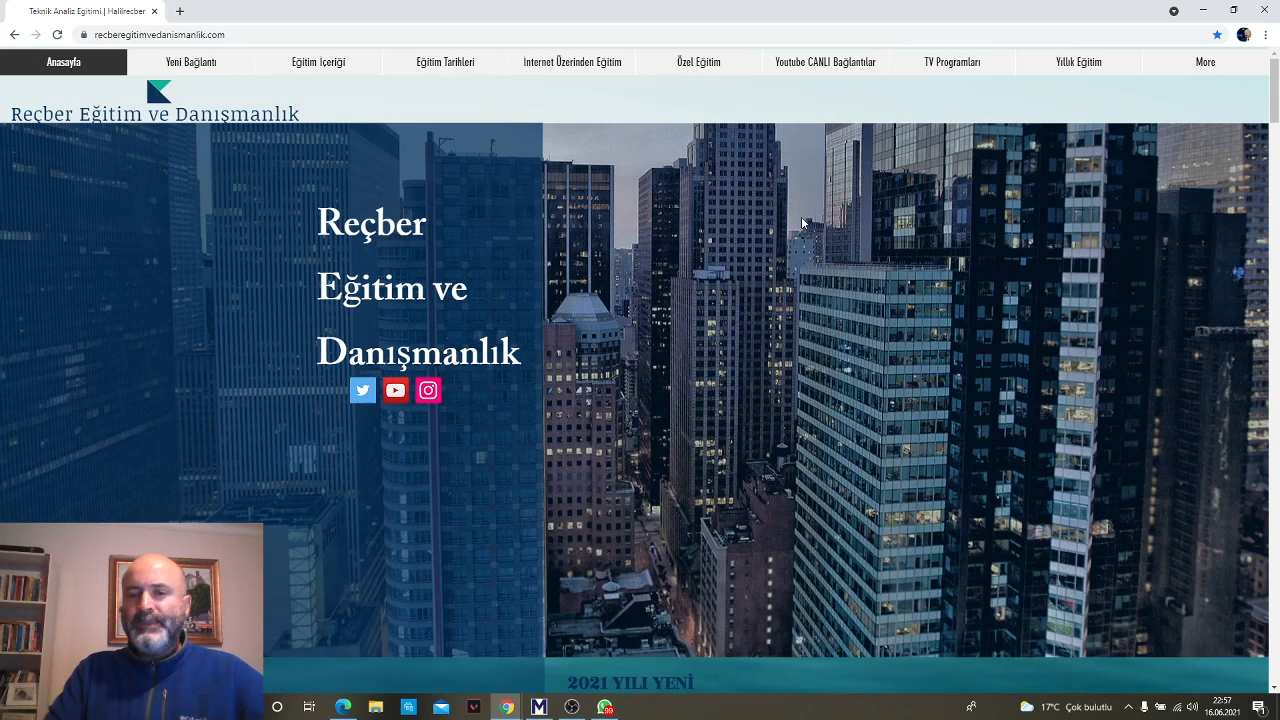 Teknik Analiz Eğitimi | Halilrecber
recberegitimvedanismanlik.com
Anasayfa
Yeni Bağlantı
Eğitim İçeriği
Eğitim Tarihleri
Internet Üzerinden Eğitim
Özel Eğitim
Youtube CANLI Bağlantılar
TV Programları
Yıllık Eğitim
More
Reçber Eğitim ve Danışmanlık
Reçber
Eğitim ve
Danışmanlık
2021 YILI YENİ
99
17°C Çok bulutlu
22:57
16.06.2021
1